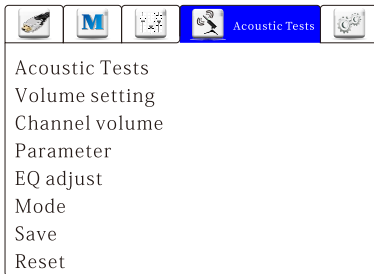 M
Acoustic Tests
Acoustic Tests
Volume setting
Channel volume
Parameter
EQ adjust
Mode
Save
Reset